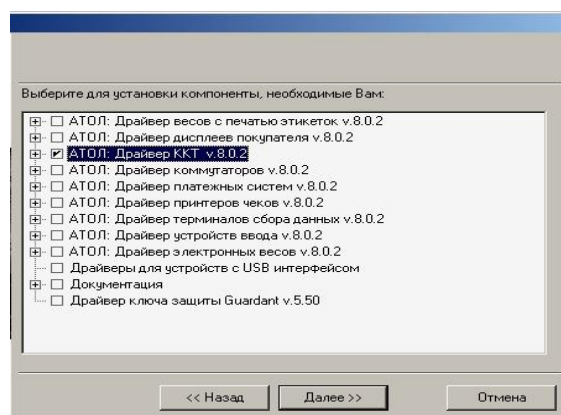 Выберите для установки компоненты, необходимые Вам:
АТОЛ: Драйвер весов с печатью этикеток v.8.0.2
АТОЛ: Драйвер дисплеев покупателя v.8.0.2
АТОЛ: Драйвер ККТ v.8.0.2
АТОЛ: Драйвер коммутаторов v.8.0.2
АТОЛ: Драйвер платежных систем v.8.0.2
АТОЛ: Драйвер принтеров чеков v.8.0.2
АТОЛ: Драйвер терминалов сбора данных v.8.0.2
АТОЛ: Драйвер устройств ввода v.8.0.2
АТОЛ: Драйвер электронных весов v.8.0.2
Драйверы для устройств с USB интерфейсом
Документация
Драйвер ключа защиты Guardant v.5.50
<< Назад Далее >> Отмена